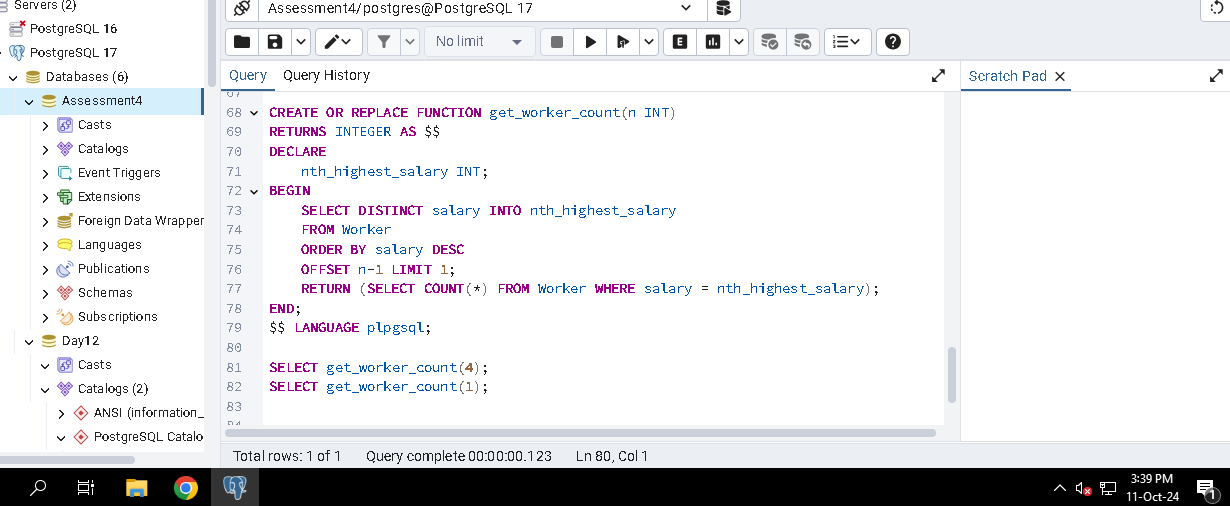 Servers (2)
PostgreSQL 16
PostgreSQL 17
Databases (6)
Assessment4
Casts
Catalogs
Event Triggers
Extensions
Foreign Data Wrapper
Languages
Publications
Schemas
Subscriptions
Day12
Casts
Catalogs (2)
ANSI (information_
PostgreSQL Catalo
Assessment4/postgres@PostgreSQL 17
No limit
E
Query
Query History
Scratch Pad
67
68 CREATE OR REPLACE FUNCTION get_worker_count(n INT)
69 RETURNS INTEGER AS $$
70 DECLARE
71 nth_highest_salary INT;
72 BEGIN
73 SELECT DISTINCT salary INTO nth_highest_salary
74 FROM Worker
75 ORDER BY salary DESC
76 OFFSET n-1 LIMIT 1;
77 RETURN (SELECT COUNT(*) FROM Worker WHERE salary = nth_highest_salary);
78 END;
79 $$ LANGUAGE plpgsql;
80
81 SELECT get_worker_count(4);
82 SELECT get_worker_count(1);
83
84
Total rows: 1 of 1 Query complete 00:00:00.123 Ln 80, Col 1
3:39 PM
11-Oct-24
1